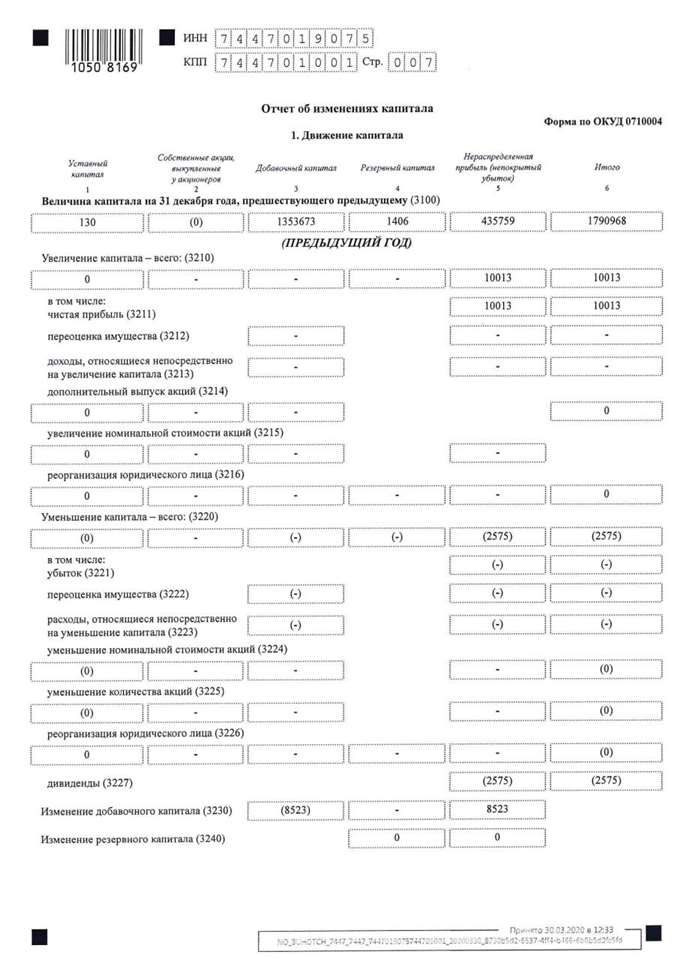 ИНН 7447019075
1050 8169
КПП 744701001 Стр. 007
Отчет об изменениях капитала
Форма по ОКУД 0710004
1. Движение капитала
Уставный капитал Собственные акции, выкупленные у акционеров Добавочный капитал Резервный капитал Нераспределенная прибыль (непокрытый убыток) Итого
1 2 3 4 5 6
Величина капитала на 31 декабря года, предшествующего предыдущему (3100)
130 (0) 1353673 1406 435759 1790968
(ПРЕДЫДУЩИЙ ГОД)
Увеличение капитала – всего: (3210)
0 - - - 10013 10013
в том числе:
чистая прибыль (3211) 10013 10013
переоценка имущества (3212) - - -
доходы, относящиеся непосредственно
на увеличение капитала (3213) - - -
дополнительный выпуск акций (3214)
0 - - 0
увеличение номинальной стоимости акций (3215)
0 - - -
реорганизация юридического лица (3216)
0 - - - - 0
Уменьшение капитала – всего: (3220)
(0) - (-) (-) (2575) (2575)
в том числе:
убыток (3221) (-) (-)
переоценка имущества (3222) (-) (-) (-)
расходы, относящиеся непосредственно
на уменьшение капитала (3223) (-) (-) (-)
уменьшение номинальной стоимости акций (3224)
(0) - - - (0)
уменьшение количества акций (3225)
(0) - - - (0)
реорганизация юридического лица (3226)
0 - - - - (0)
дивиденды (3227) (2575) (2575)
Изменение добавочного капитала (3230) (8523) - 8523
Изменение резервного капитала (3240) 0 0
Принято 30.03.2020 в 12:33